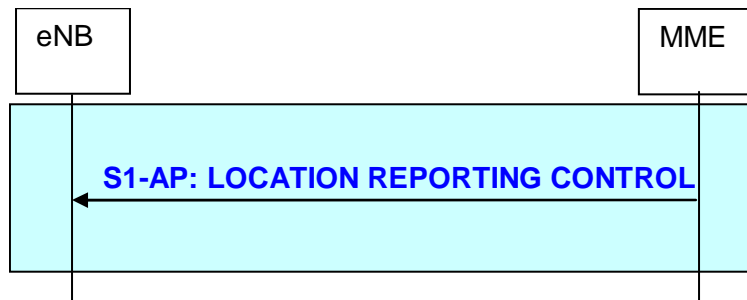 eNB
MME
S1-AP: LOCATION REPORTING CONTROL